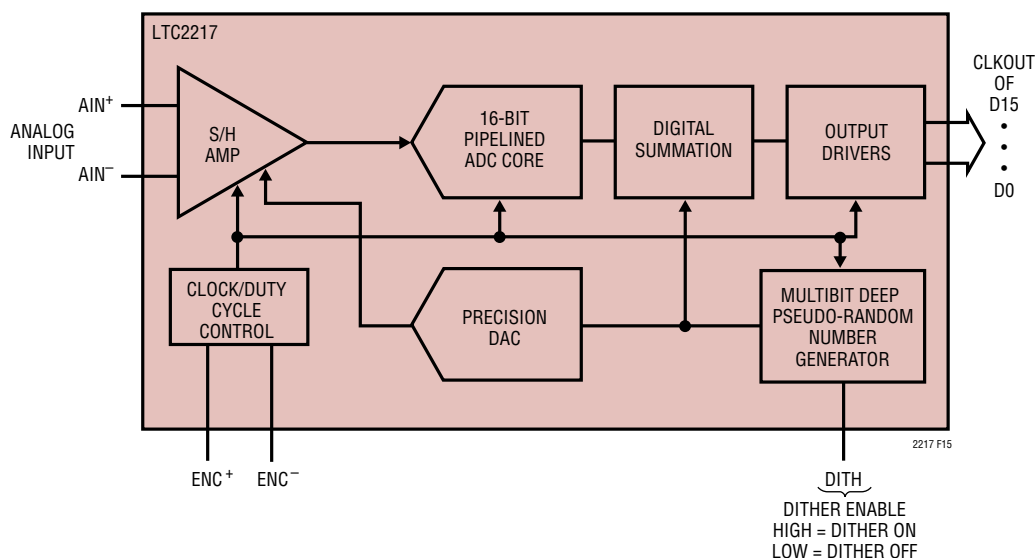 LTC2217
AIN+
ANALOG
INPUT
AIN−
S/H
AMP
16-BIT
PIPELINED
ADC CORE
DIGITAL
SUMMATION
OUTPUT
DRIVERS
CLKOUT
OF
D15
•
•
•
D0
CLOCK/DUTY
CYCLE
CONTROL
PRECISION
DAC
MULTIBIT DEEP
PSEUDO-RANDOM
NUMBER
GENERATOR
2217 F15
ENC+
ENC−
DITH
DITHER ENABLE
HIGH = DITHER ON
LOW = DITHER OFF